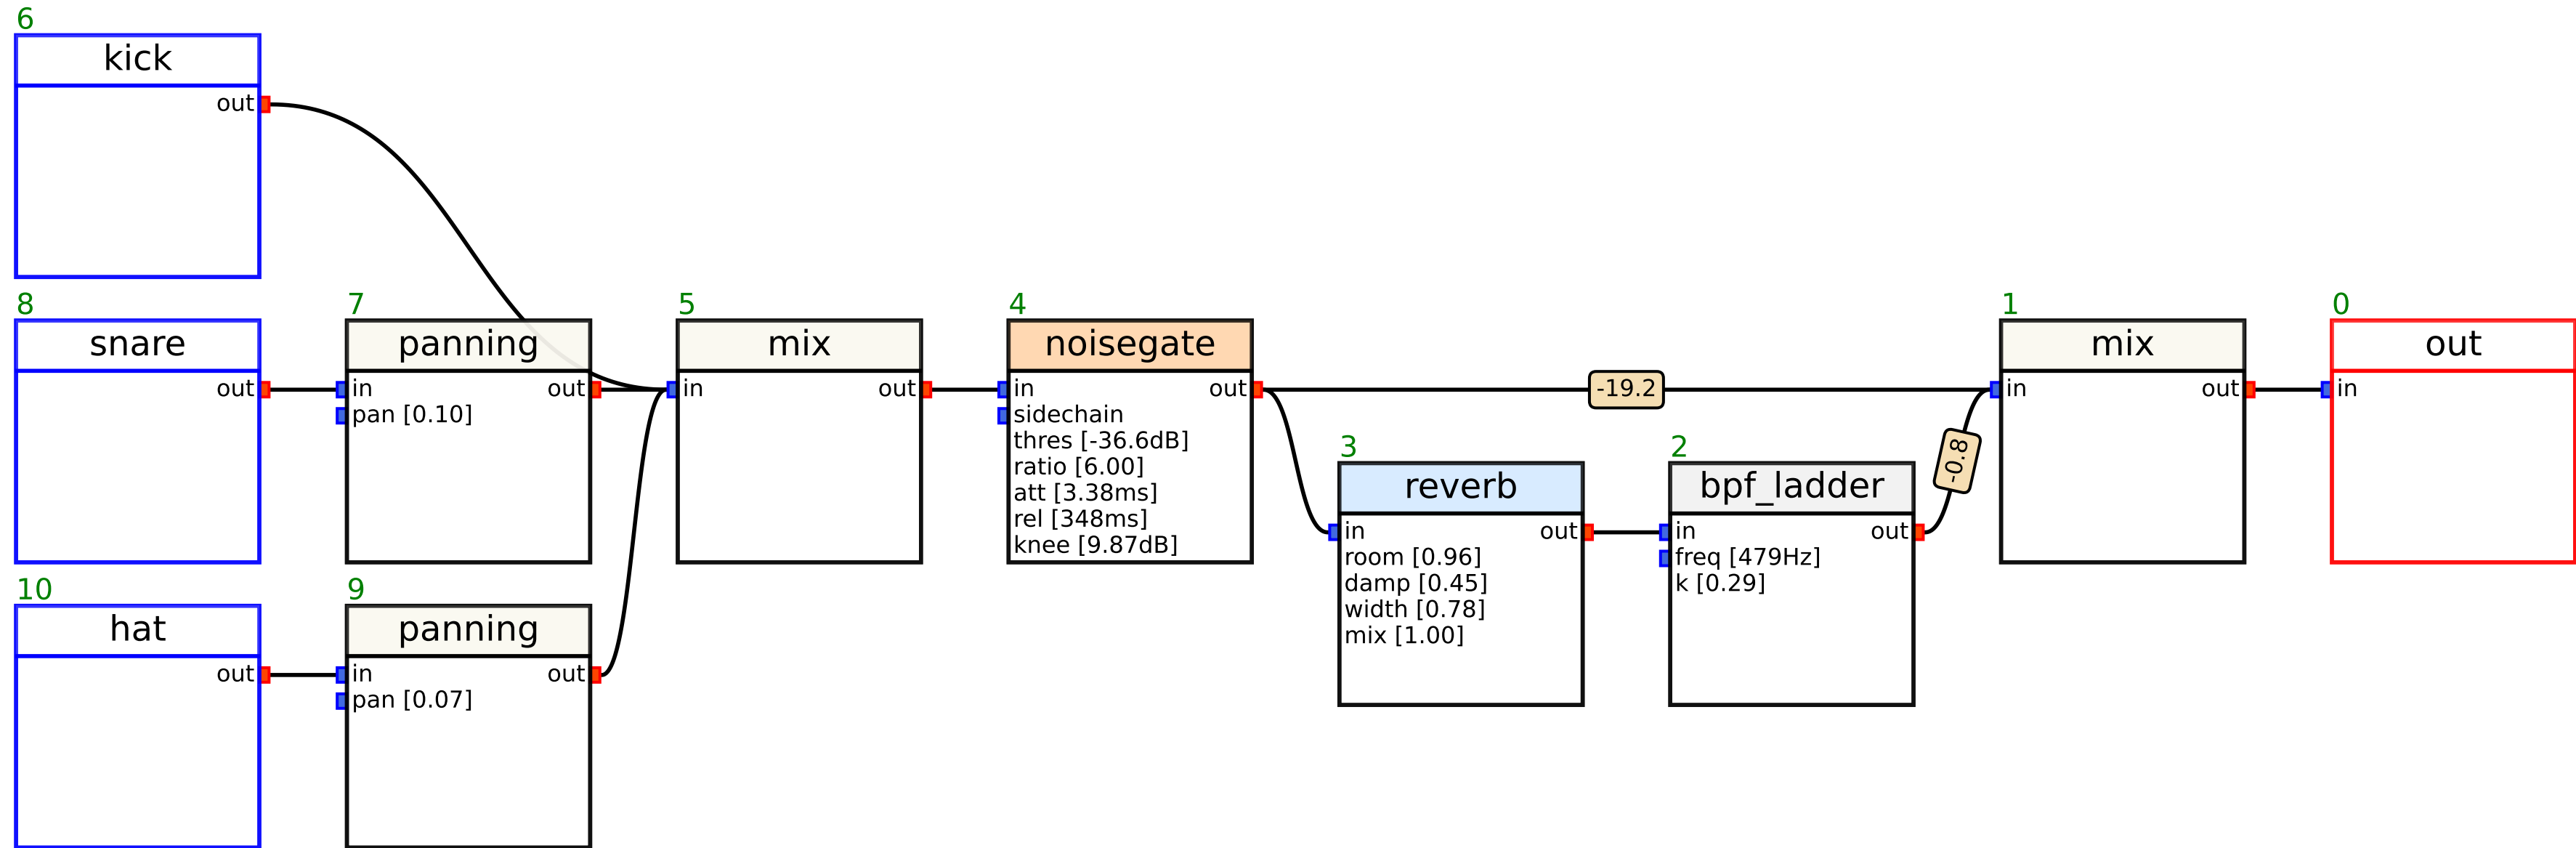 6
kick
out
8
snare
out
7
panning
in out
pan [0.10]
10
hat
out
9
panning
in out
pan [0.07]
5
mix
in out
4
noisegate
in out
sidechain
thres [-36.6dB]
ratio [6.00]
att [3.38ms]
rel [348ms]
knee [9.87dB]
-19.2
3
reverb
in out
room [0.96]
damp [0.45]
width [0.78]
mix [1.00]
2
bpf_ladder
in out
freq [479Hz]
k [0.29]
-0.8
1
mix
in out
0
out
in